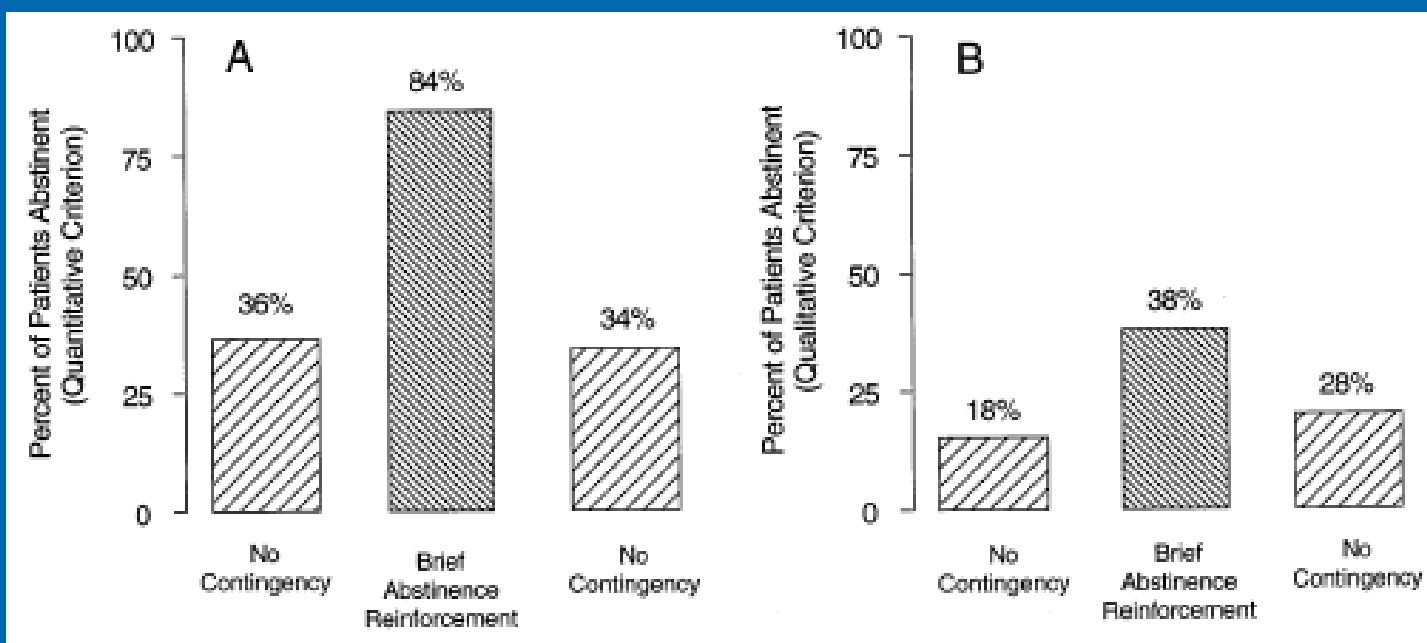 A
100
75
50
25
0
Percent of Patients Abstinent
(Quantitative Criterion)
36%
84%
34%
No
Contingency
Brief
Abstinence
Reinforcement
No
Contingency
B
100
75
50
25
0
Percent of Patients Abstinent
(Qualitative Criterion)
18%
38%
28%
No
Contingency
Brief
Abstinence
Reinforcement
No
Contingency